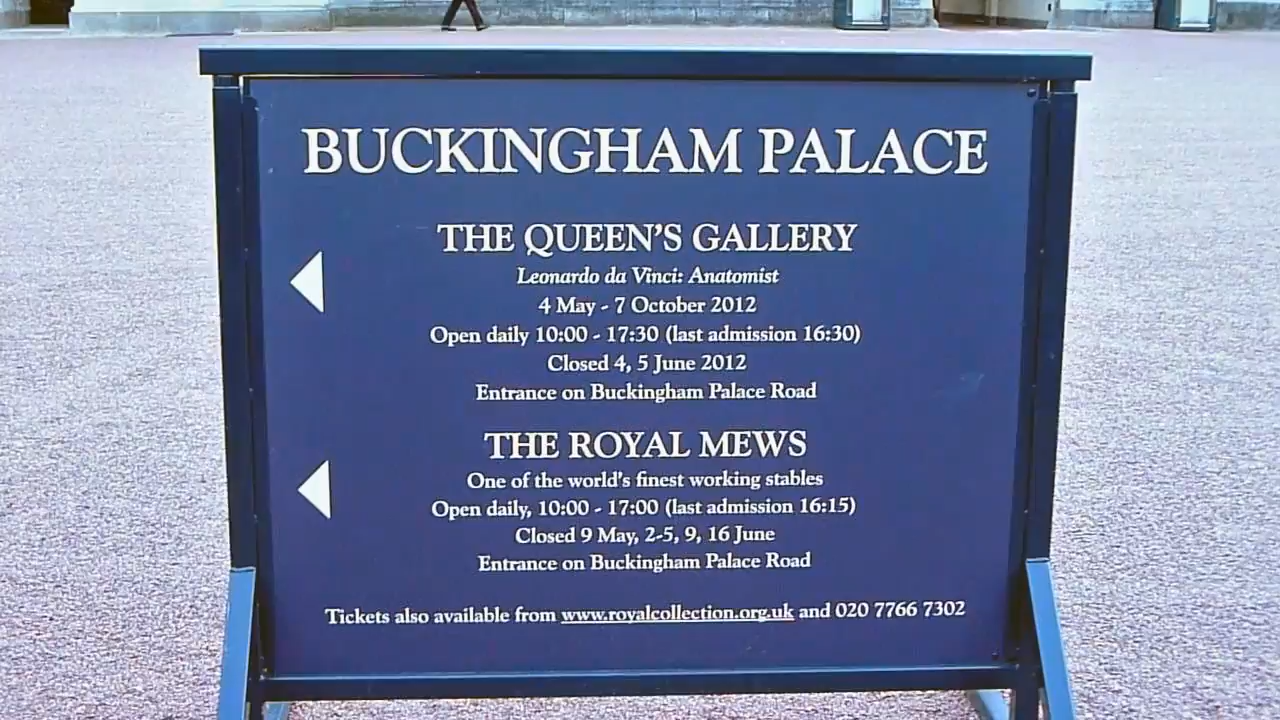 BUCKINGHAM PALACE
THE QUEEN'S GALLERY
Leonardo da Vinci: Anatomist
4 May - 7 October 2012
Open daily 10:00 - 17:30 (last admission 16:30)
Closed 4, 5 June 2012
Entrance on Buckingham Palace Road
THE ROYAL MEWS
One of the world's finest working stables
Open daily, 10:00 - 17:00 (last admission 16:15)
Closed 9 May, 2-5, 9, 16 June
Entrance on Buckingham Palace Road
Tickets also available from www.royalcollection.org.uk and 020 7766 7302